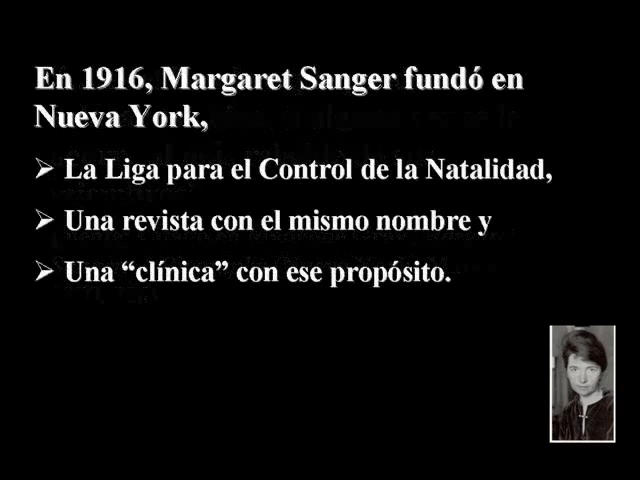 En 1916, Margaret Sanger fundó en
Nueva York,
➢ La Liga para el Control de la Natalidad,
➢ Una revista con el mismo nombre y
➢ Una “clínica” con ese propósito.